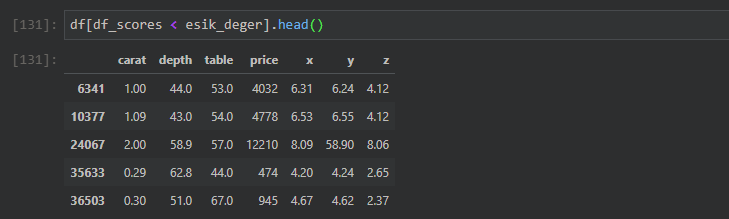 [131]: df[df_scores < esik_deger].head()
[131]: carat depth table price x y z
6341 1.00 44.0 53.0 4032 6.31 6.24 4.12
10377 1.09 43.0 54.0 4778 6.53 6.55 4.12
24067 2.00 58.9 57.0 12210 8.09 58.90 8.06
35633 0.29 62.8 44.0 474 4.20 4.24 2.65
36503 0.30 51.0 67.0 945 4.67 4.62 2.37